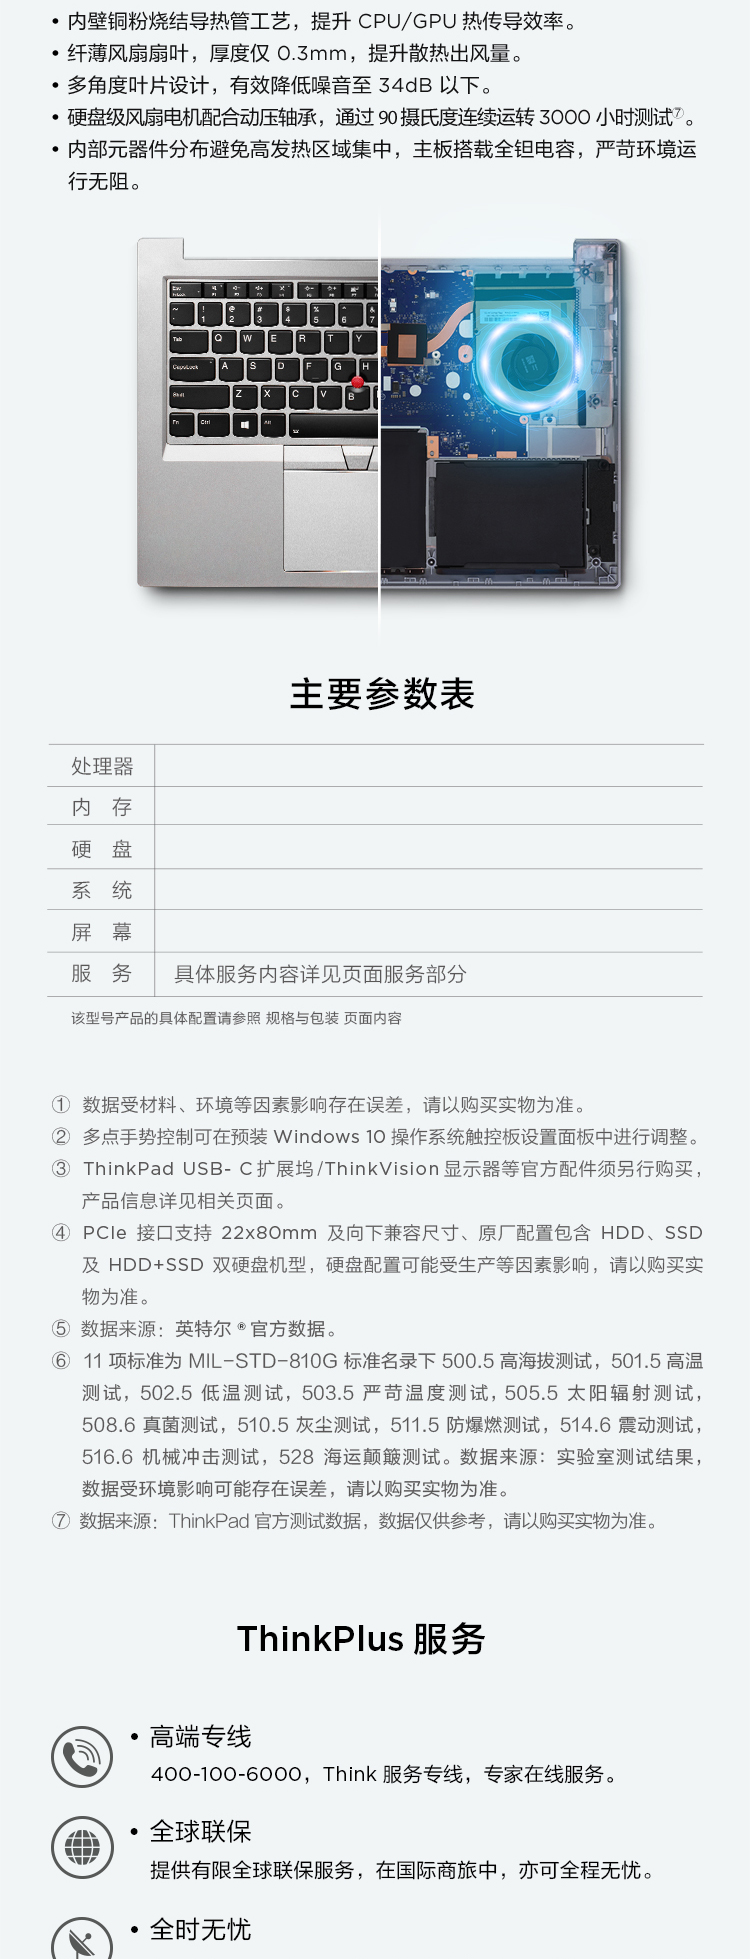 • 内壁铜粉烧结导热管工艺，提升 CPU/GPU 热传导效率。
• 纤薄风扇扇叶，厚度仅 0.3mm，提升散热出风量。
• 多角度叶片设计，有效降低噪音至 34dB 以下。
• 硬盘级风扇电机配合动压轴承，通过 90 摄氏度连续运转 3000 小时测试⑦。
• 内部元器件分布避免高发热区域集中，主板搭载全钽电容，严苛环境运
行无阻。
主要参数表
处理器
内 存
硬 盘
系 统
屏 幕
服 务 具体服务内容详见页面服务部分
该型号产品的具体配置请参照 规格与包装 页面内容
① 数据受材料、环境等因素影响存在误差，请以购买实物为准。
② 多点手势控制可在预装 Windows 10 操作系统触控板设置面板中进行调整。
③ ThinkPad USB- C 扩展坞 /ThinkVision 显示器等官方配件须另行购买，
产品信息详见相关页面。
④ PCIe 接口支持 22x80mm 及向下兼容尺寸、原厂配置包含 HDD、SSD
及 HDD+SSD 双硬盘机型，硬盘配置可能受生产等因素影响，请以购买实
物为准。
⑤ 数据来源：英特尔 ® 官方数据。
⑥ 11 项标准为 MIL-STD-810G 标准名录下 500.5 高海拔测试，501.5 高温
测试，502.5 低温测试，503.5 严苛温度测试，505.5 太阳辐射测试，
508.6 真菌测试，510.5 灰尘测试，511.5 防爆燃测试，514.6 震动测试，
516.6 机械冲击测试，528 海运颠簸测试。数据来源：实验室测试结果，
数据受环境影响可能存在误差，请以购买实物为准。
⑦ 数据来源：ThinkPad 官方测试数据，数据仅供参考，请以购买实物为准。
ThinkPlus 服务
• 高端专线
400-100-6000，Think 服务专线，专家在线服务。
• 全球联保
提供有限全球联保服务，在国际商旅中，亦可全程无忧。
• 全时无忧